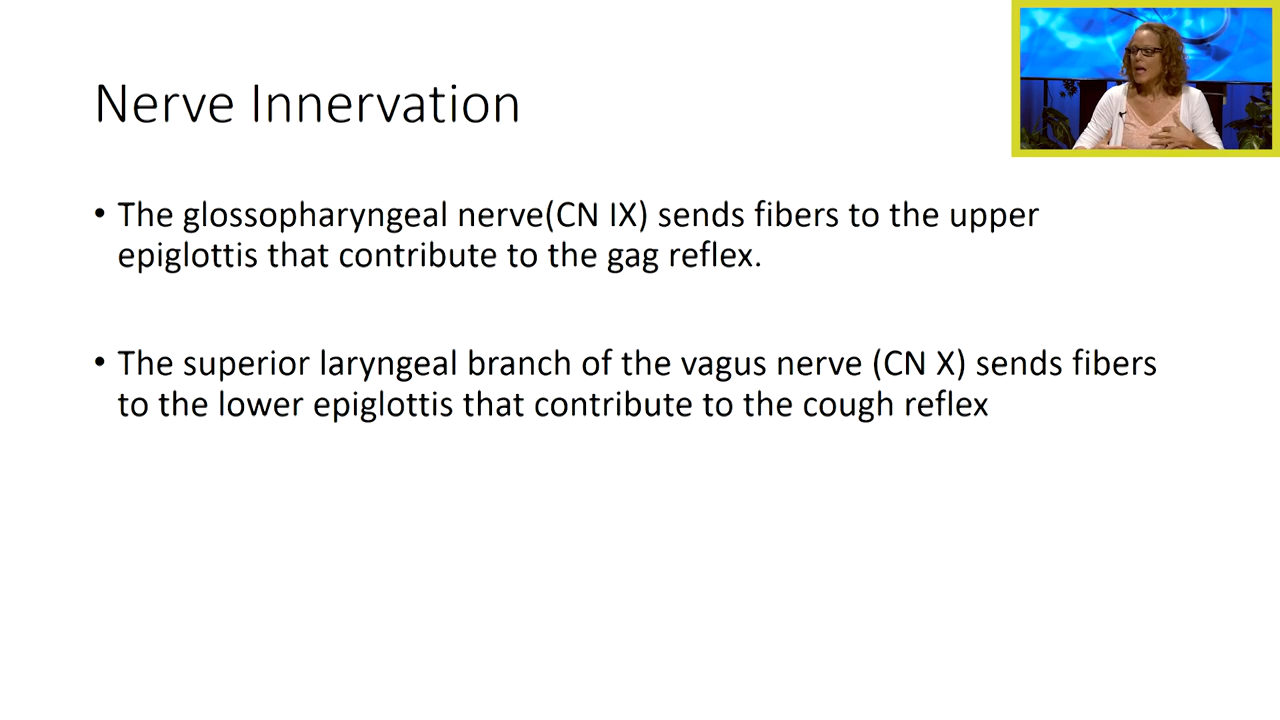 Nerve Innervation
• The glossopharyngeal nerve(CN IX) sends fibers to the upper
epiglottis that contribute to the gag reflex.
• The superior laryngeal branch of the vagus nerve (CN X) sends fibers
to the lower epiglottis that contribute to the cough reflex